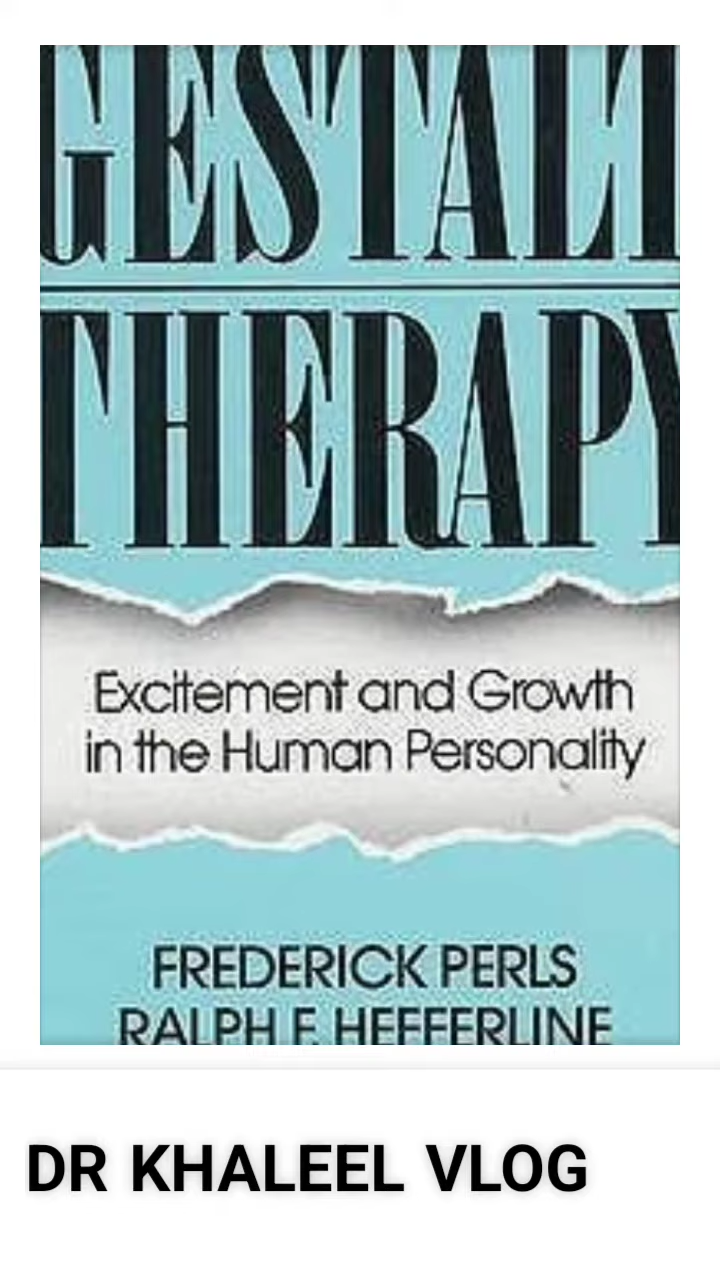 GESTALT
THERAPY
Excitement and Growth
in the Human Personality
FREDERICK PERLS
RALPH F. HEFFERLINE
DR KHALEEL VLOG